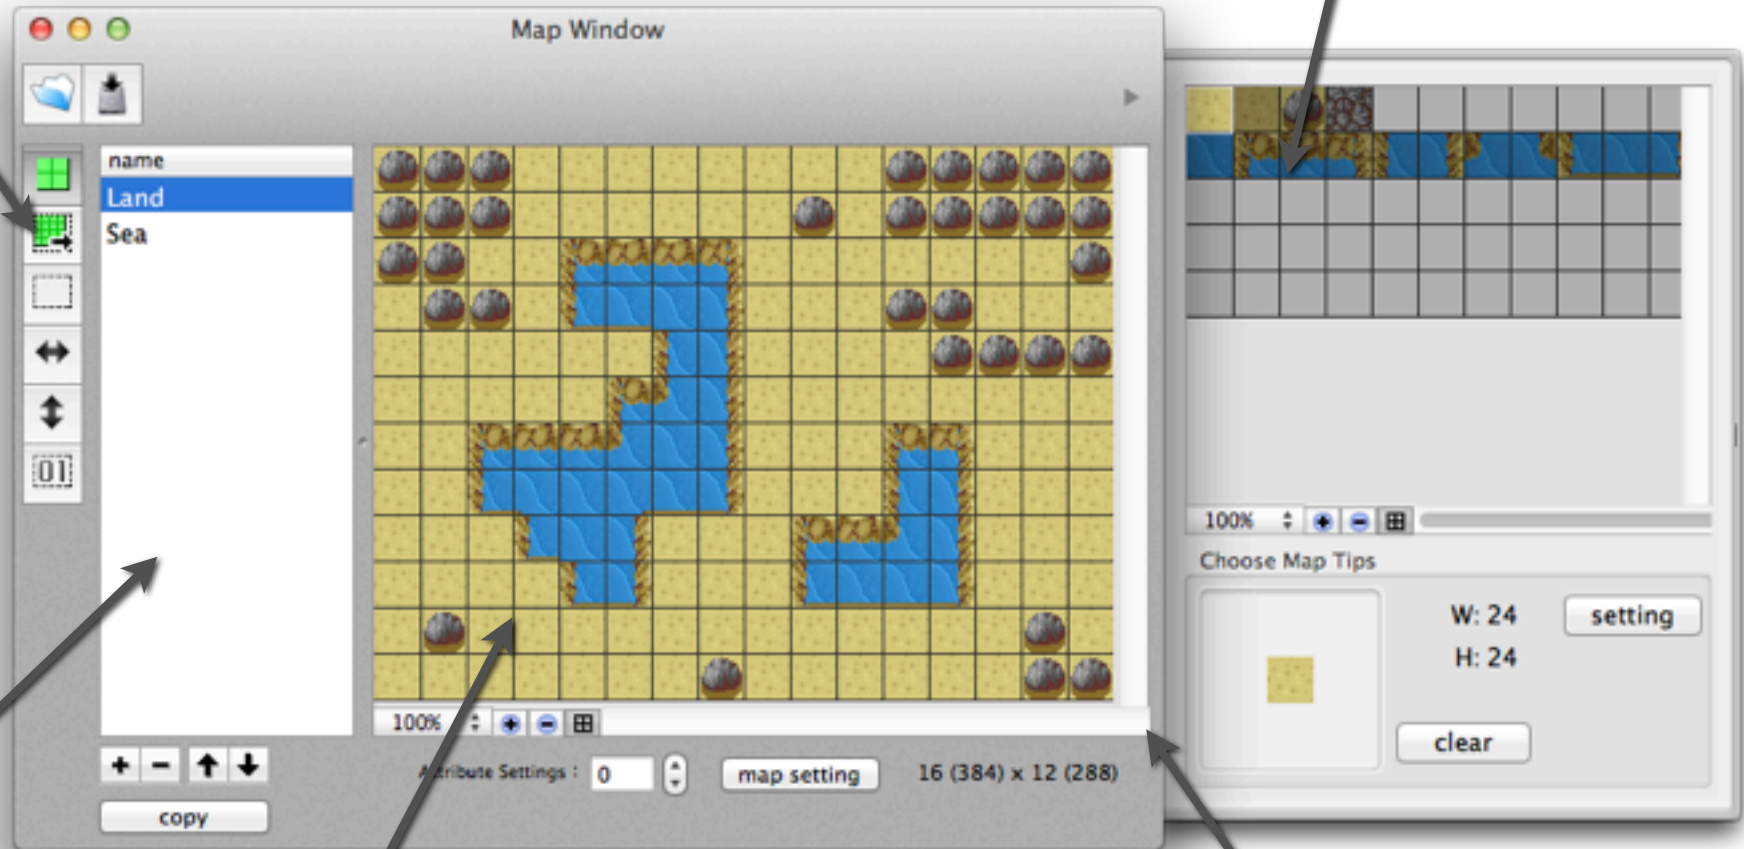 Map Window
name
Land
Sea
01
100%
Attribute Settings : 0
map setting
16 (384) x 12 (288)
copy
100%
Choose Map Tips
W: 24
setting
H: 24
clear